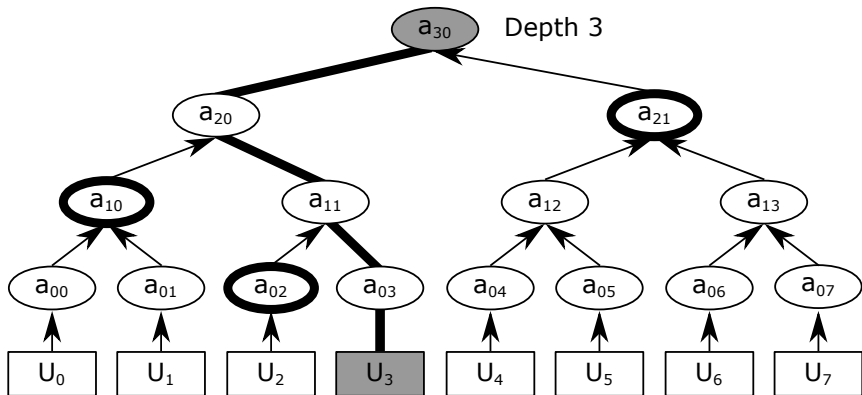 a₃₀ Depth 3
a₂₀ a₂₁
a₁₀ a₁₁ a₁₂ a₁₃
a₀₀ a₀₁ a₀₂ a₀₃ a₀₄ a₀₅ a₀₆ a₀₇
U₀ U₁ U₂ U₃ U₄ U₅ U₆ U₇